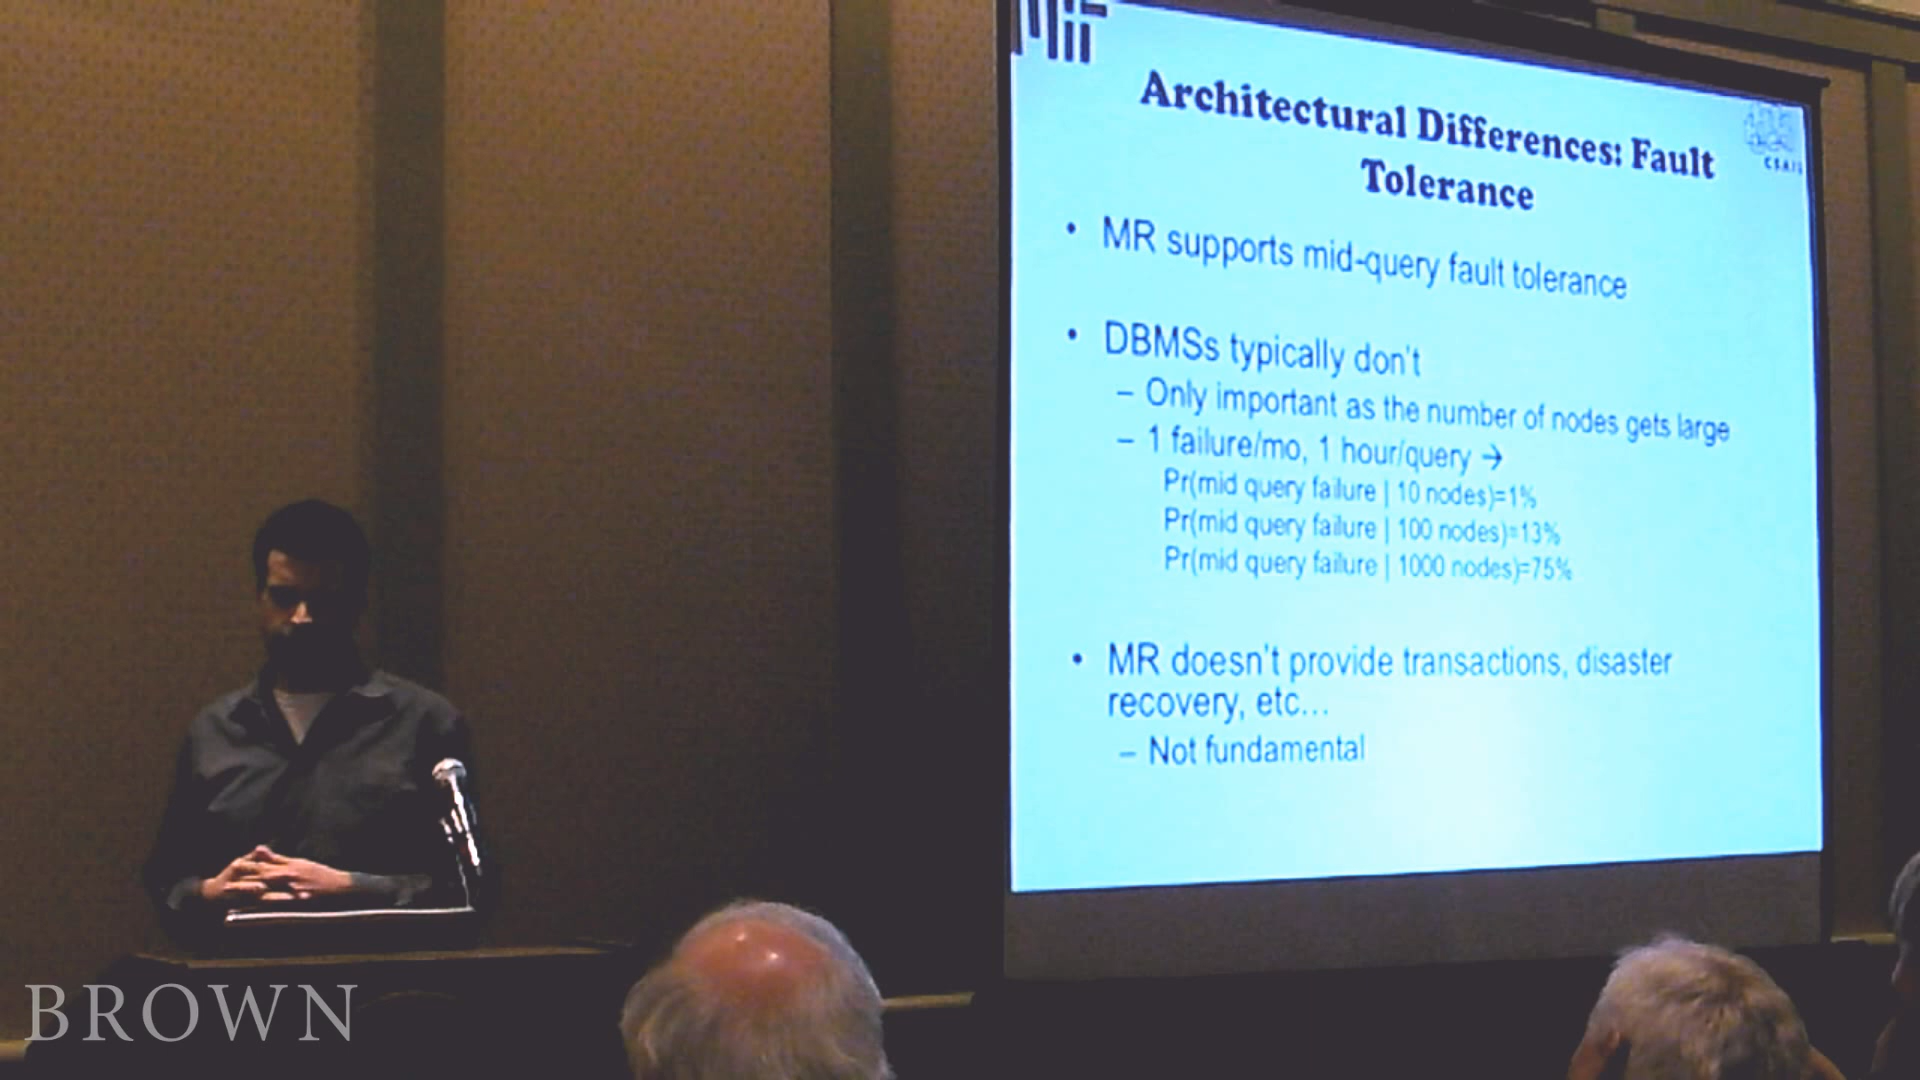 MiT
Architectural Differences: Fault
Tolerance
CSAIL
• MR supports mid-query fault tolerance
• DBMSs typically don't
– Only important as the number of nodes gets large
– 1 failure/mo, 1 hour/query →
Pr(mid query failure | 10 nodes)=1%
Pr(mid query failure | 100 nodes)=13%
Pr(mid query failure | 1000 nodes)=75%
• MR doesn't provide transactions, disaster
recovery, etc...
– Not fundamental
BROWN